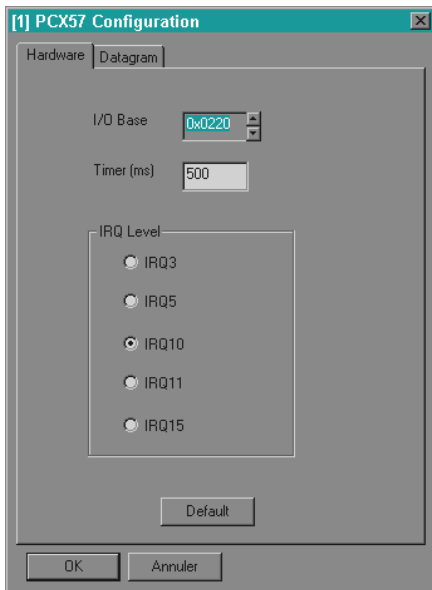 [1] PCX57 Configuration
Hardware Datagram
I/O Base 0x0220
Timer (ms) 500
IRQ Level
IRQ3
IRQ5
IRQ10
IRQ11
IRQ15
Default
OK Annuler